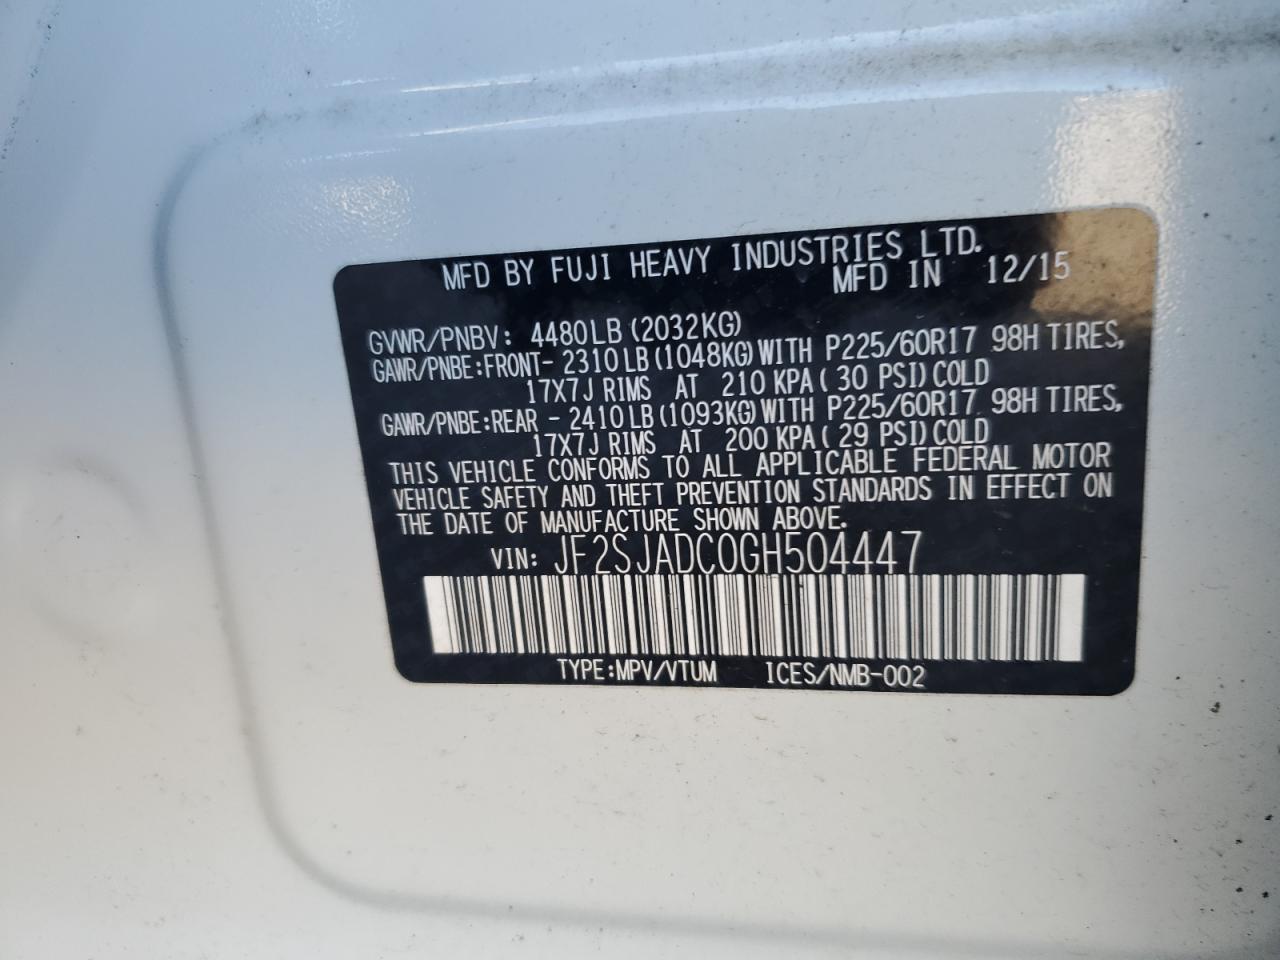 MFD BY FUJI HEAVY INDUSTRIES LTD.
MFD IN 12/15
GVWR/PNBV: 4480LB (2032KG)
GAWR/PNBE:FRONT- 2310 LB (1048KG) WITH P225/60R17 98H TIRES,
17X7J RIMS AT 210 KPA ( 30 PSI) COLD
GAWR/PNBE:REAR - 2410 LB (1093KG) WITH P225/60R17 98H TIRES,
17X7J RIMS AT 200 KPA ( 29 PSI) COLD
THIS VEHICLE CONFORMS TO ALL APPLICABLE FEDERAL MOTOR
VEHICLE SAFETY AND THEFT PREVENTION STANDARDS IN EFFECT ON
THE DATE OF MANUFACTURE SHOWN ABOVE.
VIN: JF2SJADC0GH504447
TYPE:MPV/VTUM ICES/NMB-002